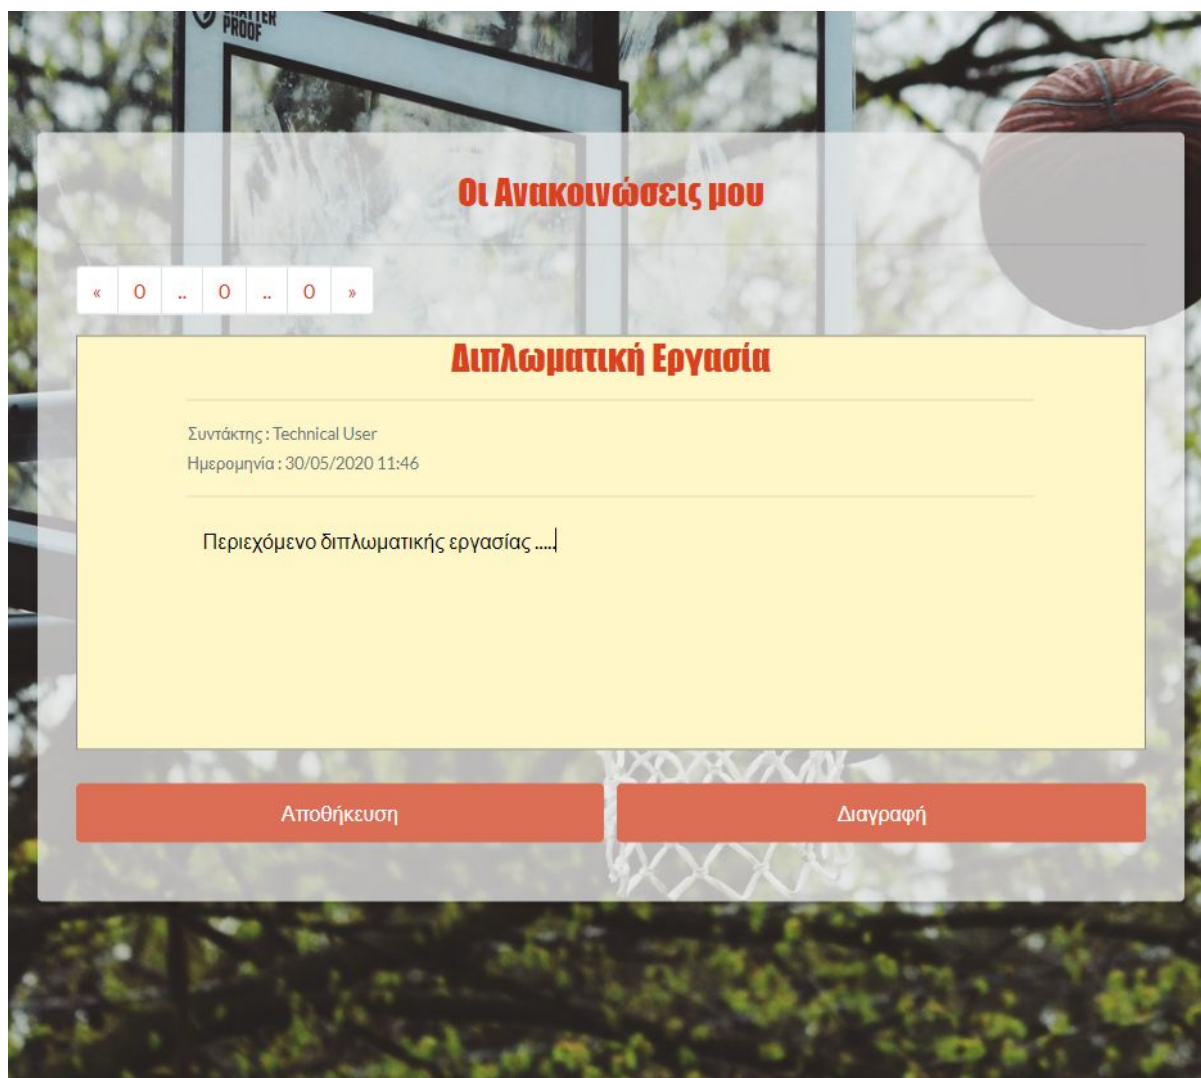 PROOF
Οι Ανακοινώσεις μου
« 0 .. 0 .. 0 »
Διπλωματική Εργασία
Συντάκτης : Technical User
Ημερομηνία : 30/05/2020 11:46
Περιεχόμενο διπλωματικής εργασίας .....
Αποθήκευση
Διαγραφή